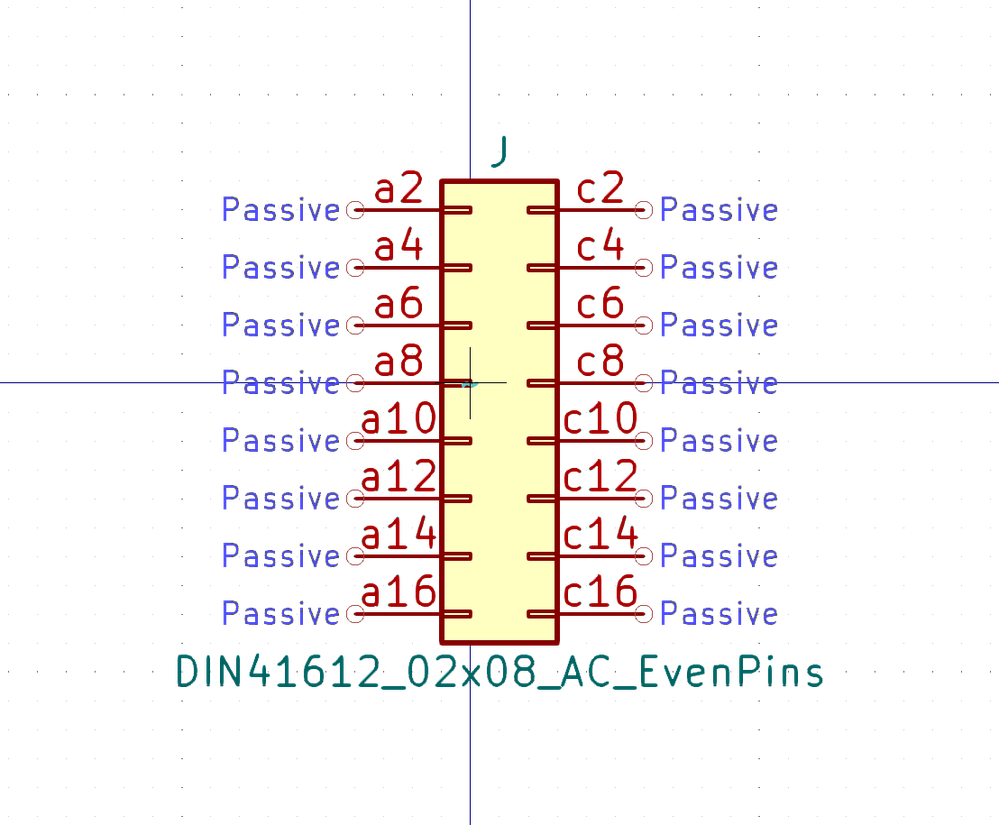 J
Passive a2 c2 Passive
Passive a4 c4 Passive
Passive a6 c6 Passive
Passive a8 c8 Passive
Passive a10 c10 Passive
Passive a12 c12 Passive
Passive a14 c14 Passive
Passive a16 c16 Passive
DIN41612_02x08_AC_EvenPins